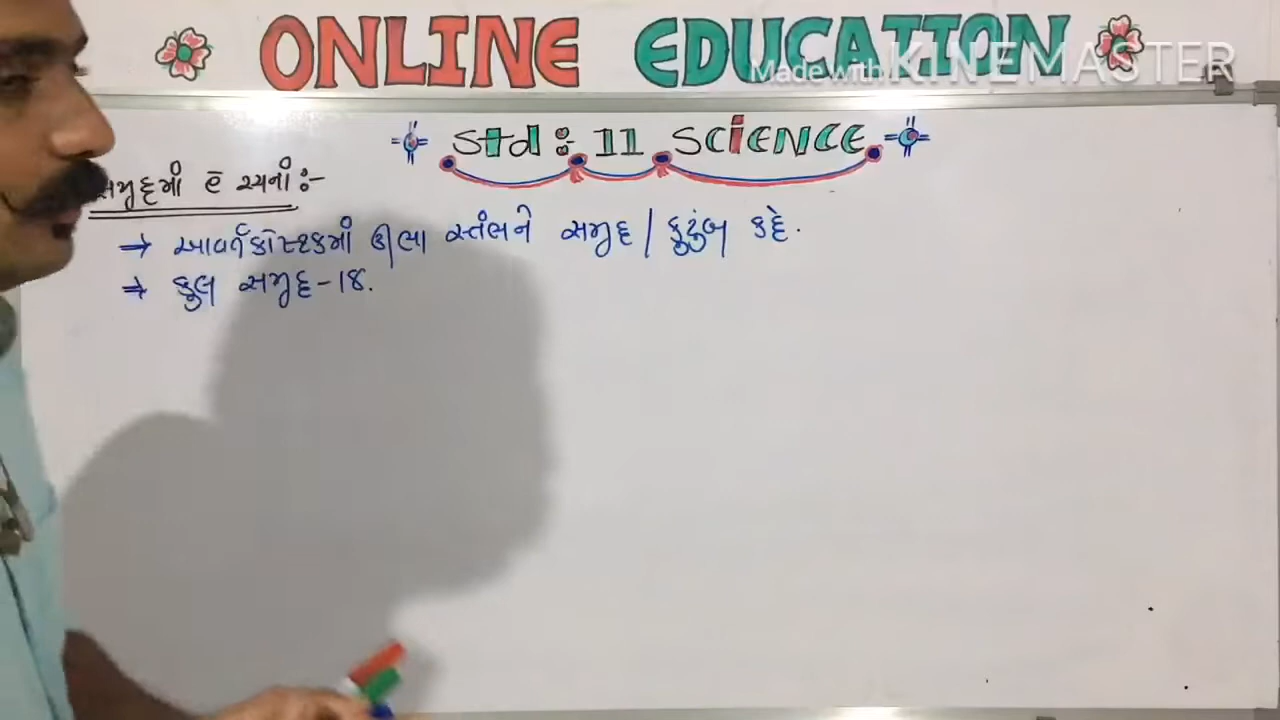 ONLINE EDUCATION
Made with KINEMASTER
Std : 11 SCIENCE
સમૂહમાં ē રચના :-
→ આવર્તકોષ્ટકમાં ઊભા સ્તંભને સમૂહ / કુટુંબ કહે.
→ કુલ સમૂહ - ૧૮.